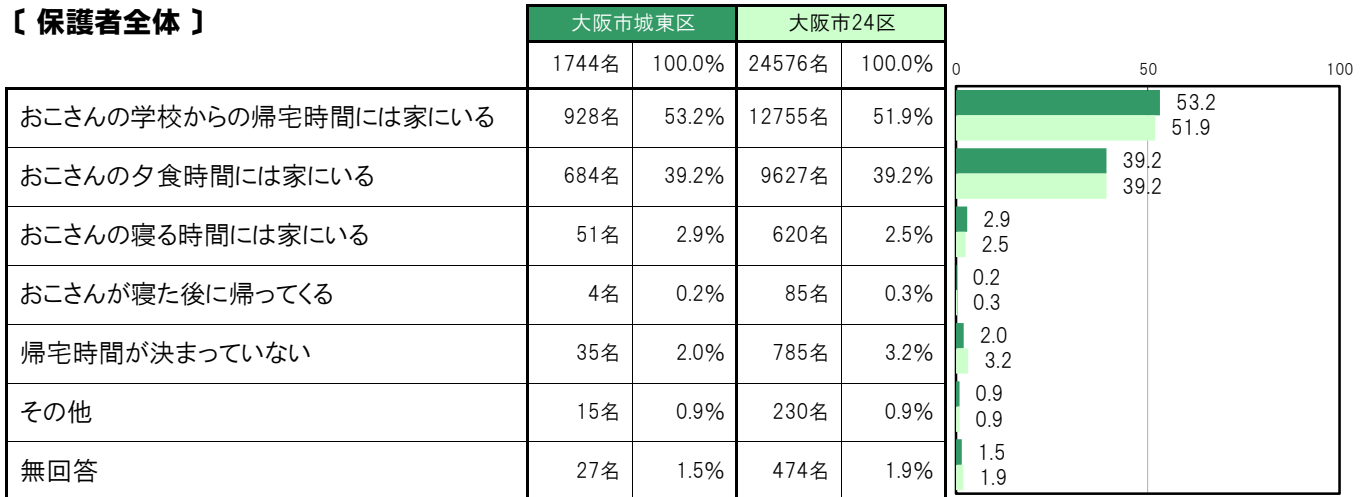 〔 保護者全体 〕
大阪市城東区 大阪市24区
1744名 100.0% 24576名 100.0%
0 50 100
おこさんの学校からの帰宅時間には家にいる 928名 53.2% 12755名 51.9%
53.2
51.9
おこさんの夕食時間には家にいる 684名 39.2% 9627名 39.2%
39.2
39.2
おこさんの寝る時間には家にいる 51名 2.9% 620名 2.5%
2.9
2.5
おこさんが寝た後に帰ってくる 4名 0.2% 85名 0.3%
0.2
0.3
帰宅時間が決まっていない 35名 2.0% 785名 3.2%
2.0
3.2
その他 15名 0.9% 230名 0.9%
0.9
0.9
無回答 27名 1.5% 474名 1.9%
1.5
1.9